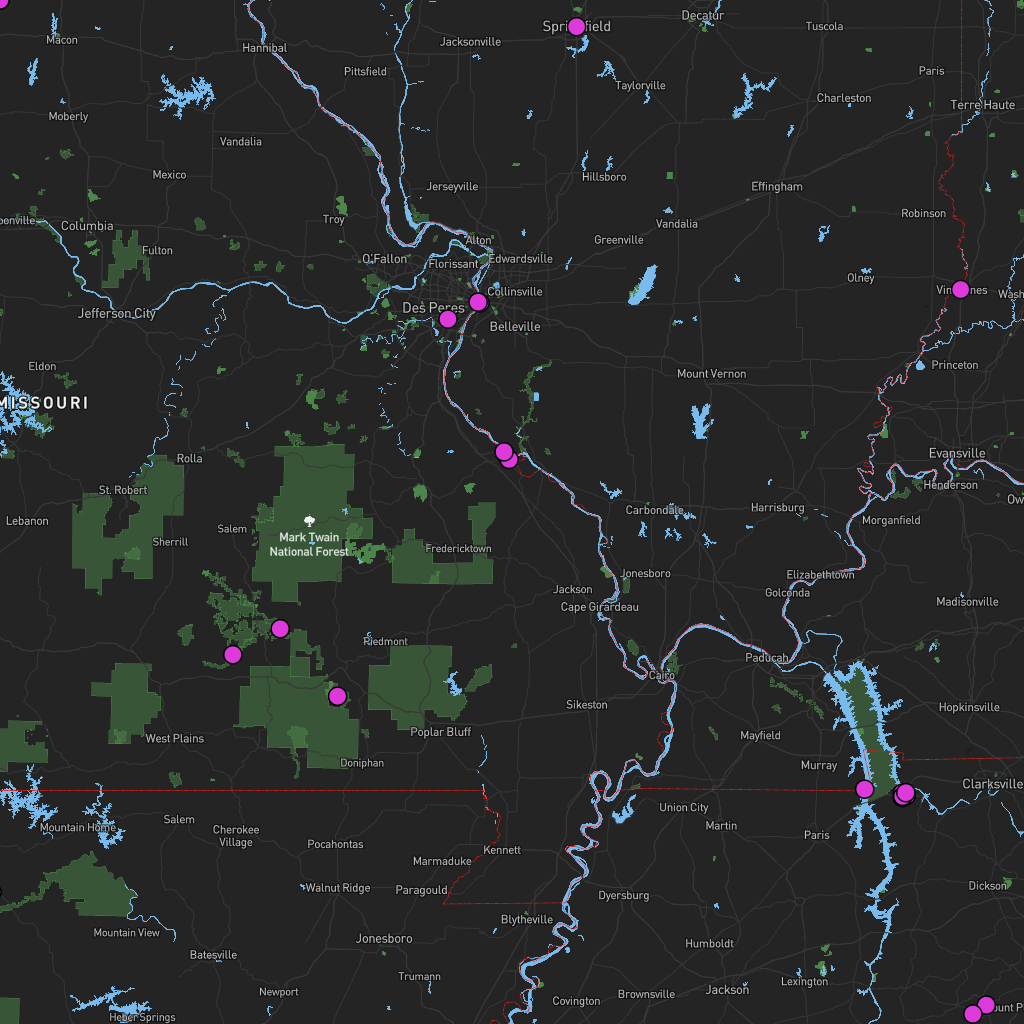 Decatur
Springfield
Tuscola
Macon
Jacksonville
Hannibal
Pittsfield
Paris
Taylorville
Charleston
Terre Haute
Moberly
Vandalia
Mexico
Hillsboro
Effingham
Jerseyville
Robinson
Troy
Columbia
Vandalia
Alton
Greenville
Fulton
O'Fallon
Florissant
Edwardsville
Olney
Collinsville
Des Peres
Jefferson City
Belleville
Princeton
Eldon
Mount Vernon
MISSOURI
Evansville
Rolla
Henderson
St. Robert
Carbondale
Harrisburg
Lebanon
Salem
Morganfield
Mark Twain
National Forest
Sherrill
Fredericktown
Jonesboro
Elizabethtown
Jackson
Golconda
Cape Girardeau
Madisonville
Piedmont
Paducah
Cairo
Sikeston
Hopkinsville
Poplar Bluff
West Plains
Mayfield
Doniphan
Murray
Clarksville
Union City
Salem
Mountain Home
Cherokee
Village
Martin
Paris
Pocahontas
Kennett
Marmaduke
Walnut Ridge
Paragould
Dyersburg
Dickson
Blytheville
Mountain View
Jonesboro
Humboldt
Batesville
Trumann
Lexington
Newport
Jackson
Brownsville
Covington
Heber Springs